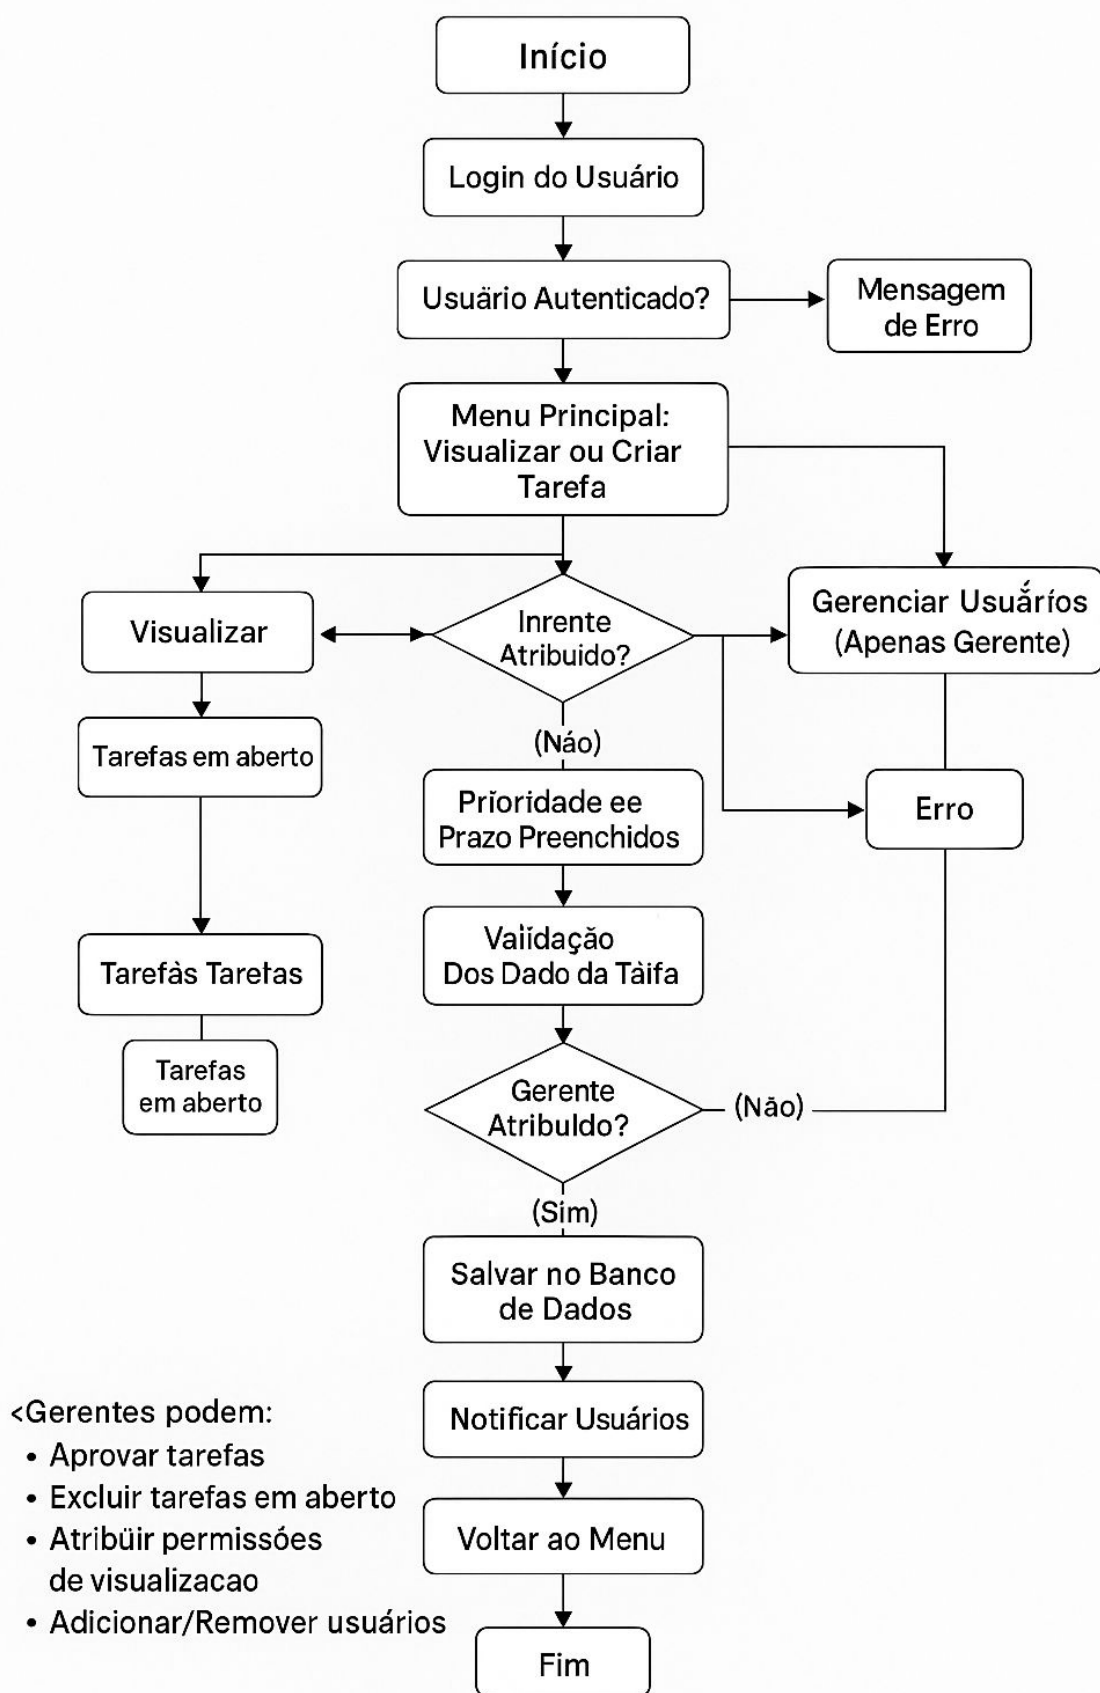 Início
Login do Usuário
Usuärio Autenticado?
Mensagem
de Erro
Menu Principal:
Visualizar ou Criar
Tarefa
Visualizar
Inrente
Atribuido?
Gerenciar Usuários
(Apenas Gerente)
(Náo)
Tarefas em aberto
Prioridade ee
Prazo Preenchidos
Erro
Tarefàs Taretas
Vaiidação
Dos Dado da Tàifa
Tarefas
em aberto
Gerente
Atribuldo?
(Não)
(Sim)
Salvar no Banco
de Dados
Notificar Usuários
Voltar ao Menu
Fim
<Gerentes podem:
• Aprovar tarefas
• Excluir tarefas em aberto
• Atribüir permissóes
de visualizacao
• Adicionar/Remover usuários